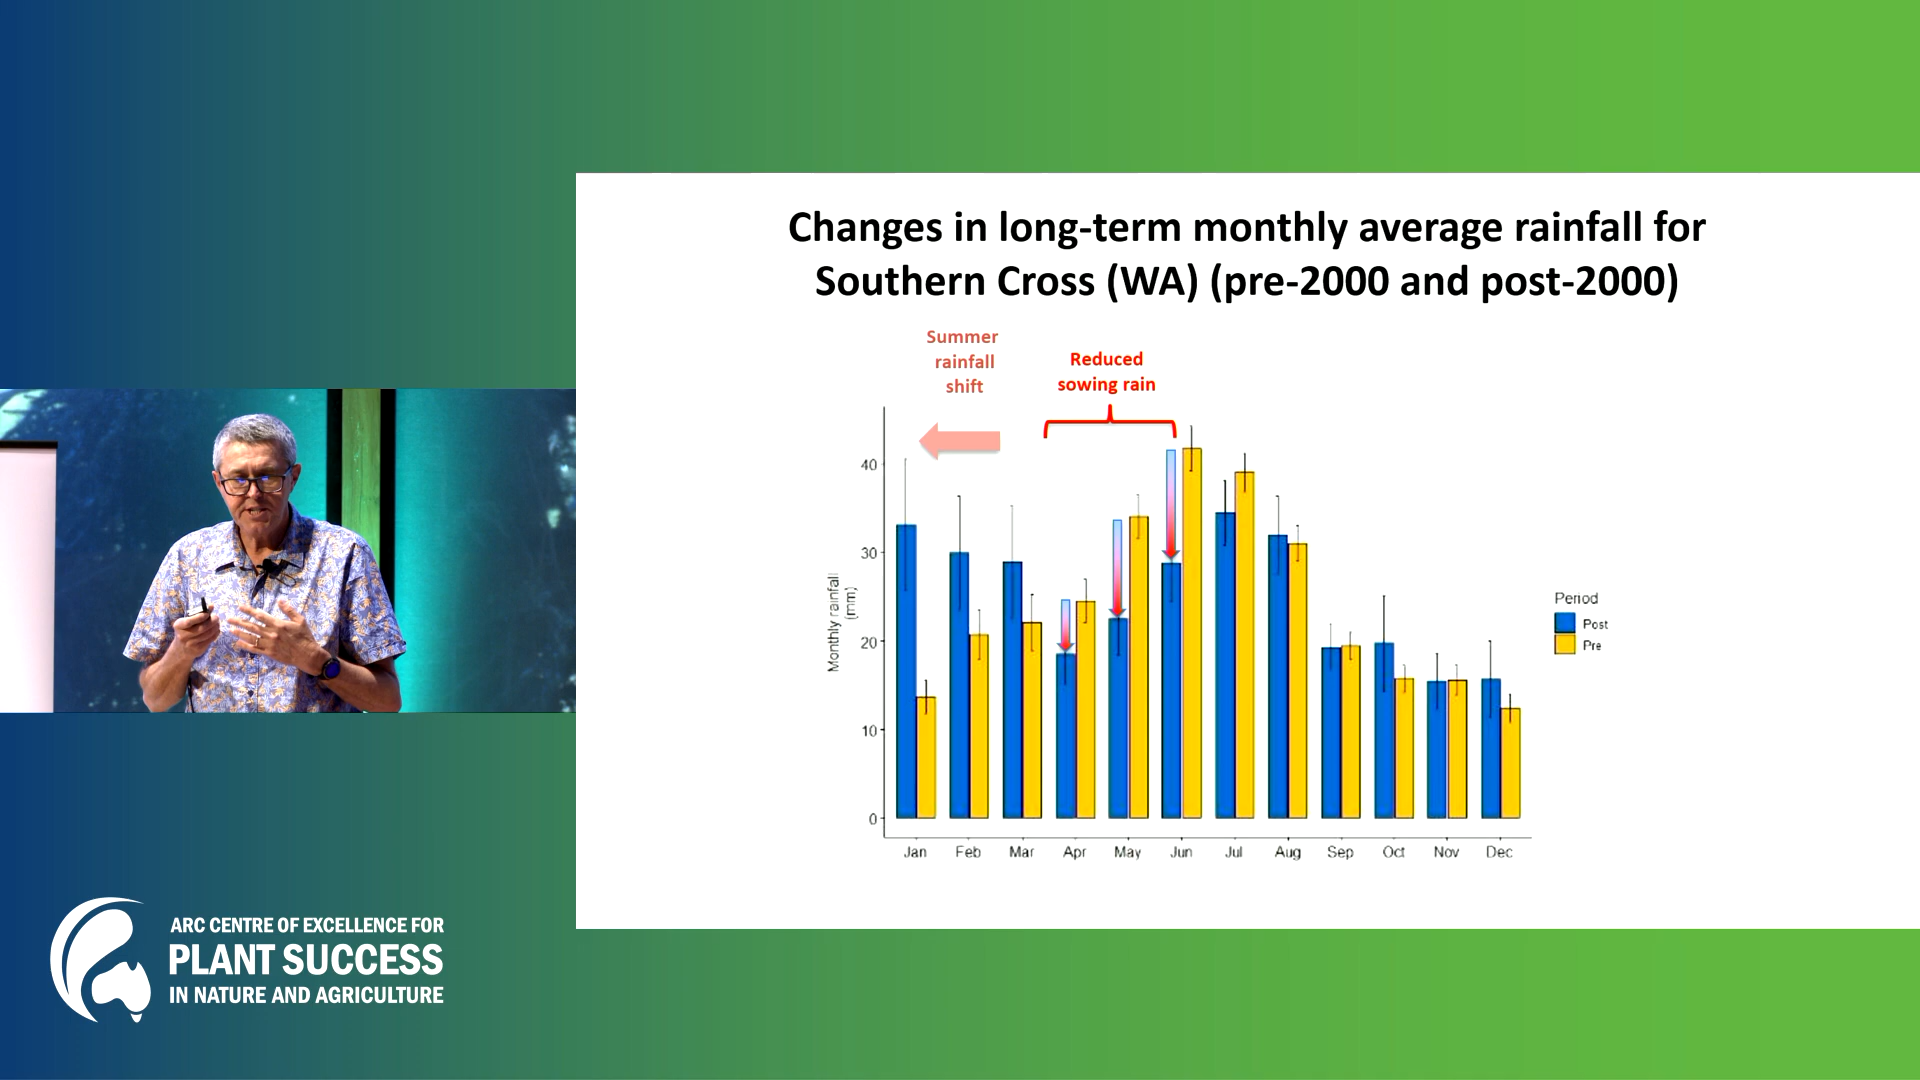 Changes in long-term monthly average rainfall for
Southern Cross (WA) (pre-2000 and post-2000)
Summer
rainfall
shift
Reduced
sowing rain
Monthly rainfall
(mm)
40
30
20
10
0
Jan Feb Mar Apr May Jun Jul Aug Sep Oct Nov Dec
Period
Post
Pre
ARC CENTRE OF EXCELLENCE FOR
PLANT SUCCESS
IN NATURE AND AGRICULTURE